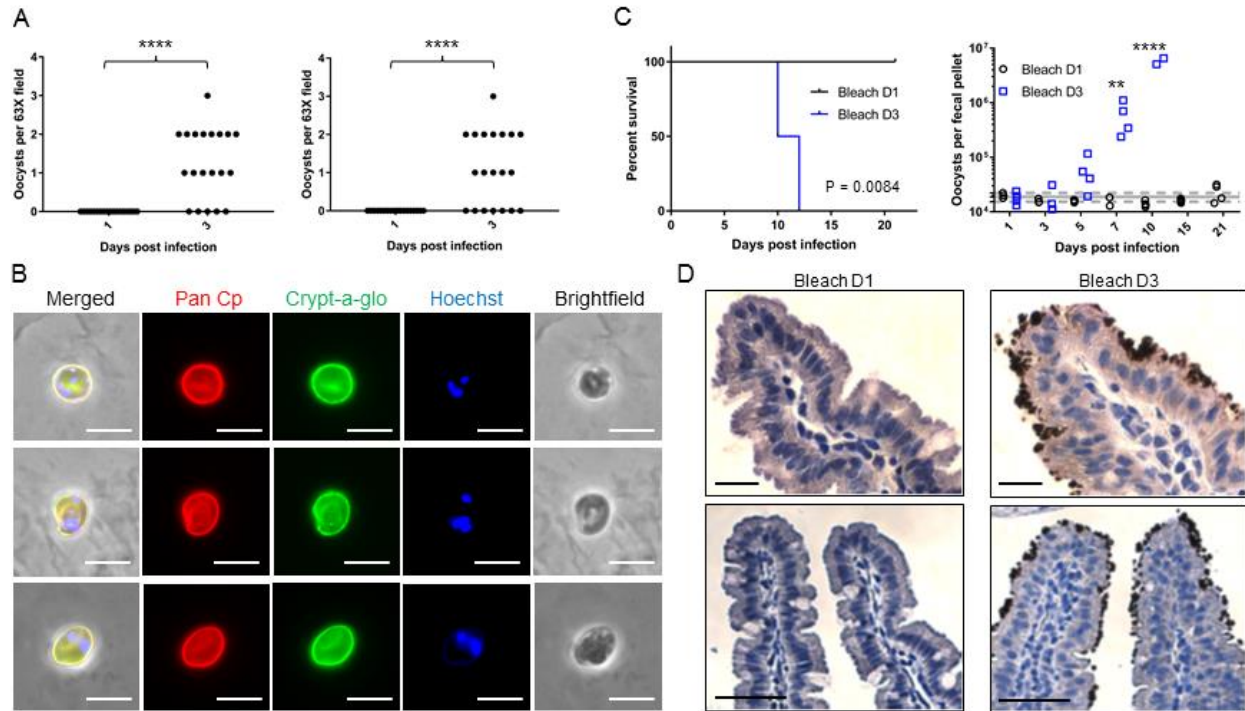 A
****
4
3
2
1
0
Oocysts per 63X field
1
3
Days post infection
****
4
3
2
1
0
Oocysts per 63X field
1
3
Days post infection
C
100
50
0
Percent survival
Bleach D1
Bleach D3
P = 0.0084
0
5
10
15
20
Days post infection
10⁷
10⁶
10⁵
10⁴
Oocysts per fecal pellet
Bleach D1
Bleach D3
**
****
1
3
5
7
10
15
21
Days post infection
B
Merged
Pan Cp
Crypt-a-glo
Hoechst
Brightfield
D
Bleach D1
Bleach D3